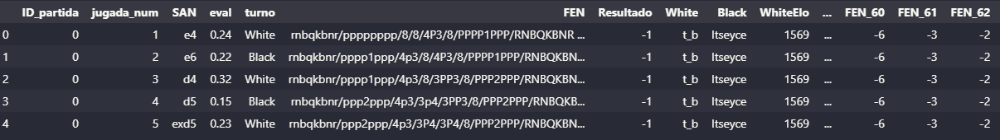 ID_partida jugada_num SAN eval turno FEN Resultado White Black WhiteElo ... FEN_60 FEN_61 FEN_62
0 0 1 e4 0.24 White rnbqkbnr/pppppppp/8/8/4P3/8/PPPP1PPP/RNBQKBNR ... -1 t_b Itseyce 1569 ... -6 -3 -2
1 0 2 e6 0.22 Black rnbqkbnr/pppp1ppp/4p3/8/4P3/8/PPPP1PPP/RNBQKBN... -1 t_b Itseyce 1569 ... -6 -3 -2
2 0 3 d4 0.32 White rnbqkbnr/pppp1ppp/4p3/8/3PP3/8/PPP2PPP/RNBQKBN... -1 t_b Itseyce 1569 ... -6 -3 -2
3 0 4 d5 0.15 Black rnbqkbnr/ppp2ppp/4p3/3p4/3PP3/8/PPP2PPP/RNBQKB... -1 t_b Itseyce 1569 ... -6 -3 -2
4 0 5 exd5 0.23 White rnbqkbnr/ppp2ppp/4p3/3P4/3P4/8/PPP2PPP/RNBQKBN... -1 t_b Itseyce 1569 ... -6 -3 -2